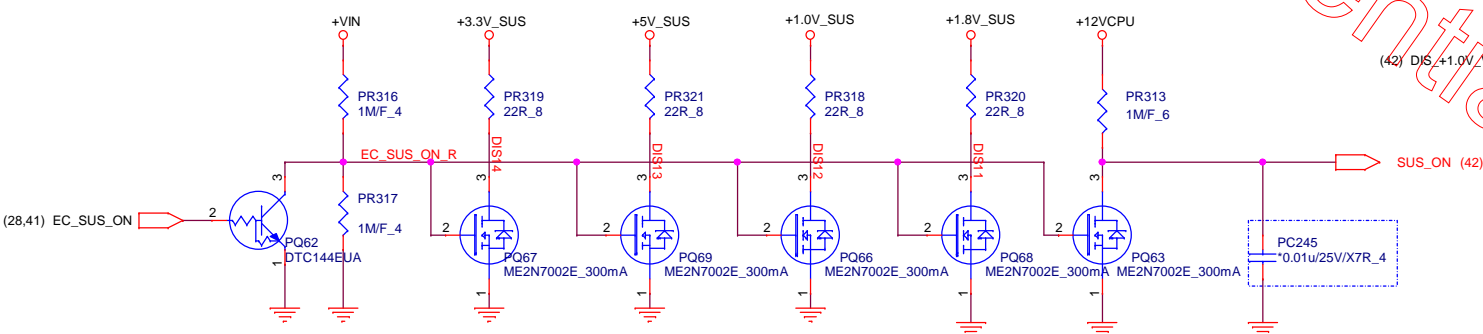 +VIN
+3.3V_SUS
+5V_SUS
+1.0V_SUS
+1.8V_SUS
+12VCPU
(42) DIS_+1.0V_
PR316
1M/F_4
PR319
22R_8
PR321
22R_8
PR318
22R_8
PR320
22R_8
PR313
1M/F_6
EC_SUS_ON_R
DIS14
DIS13
DIS12
DIS11
SUS_ON (42)
3
3
3
3
3
3
(28,41) EC_SUS_ON
2
PR317
1M/F_4
2
2
2
2
2
PQ62
DTC144EUA
PQ67
ME2N7002E_300mA
PQ69
ME2N7002E_300mA
PQ66
ME2N7002E_300mA
PQ68
ME2N7002E_300mA
PQ63
ME2N7002E_300mA
PC245
*0.01u/25V/X7R_4
1
1
1
1
1
1